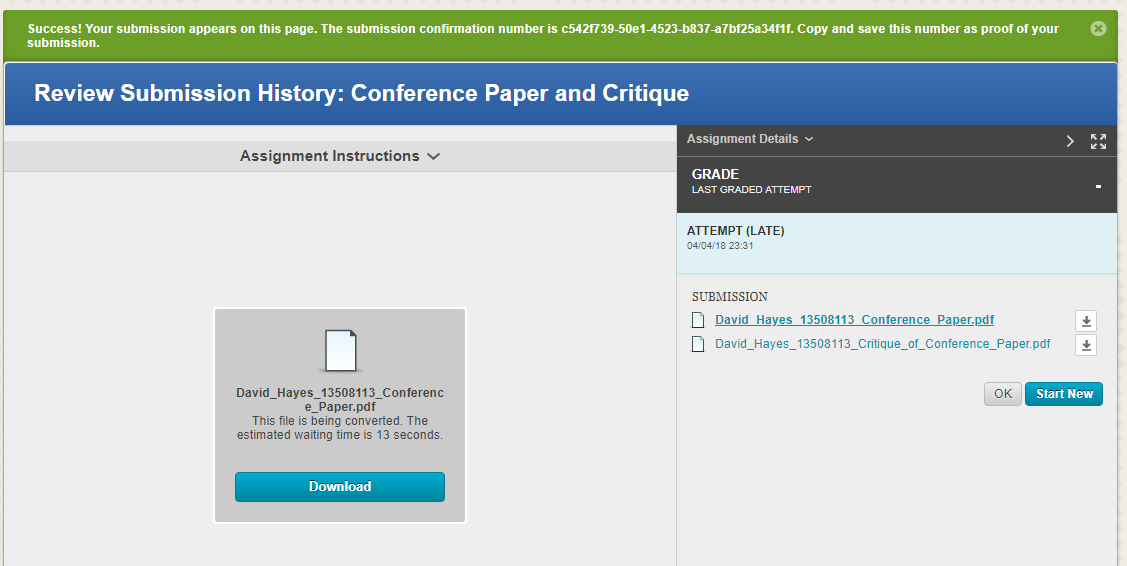 Success! Your submission appears on this page. The submission confirmation number is c542f739-50e1-4523-b837-a7bf25a34f1f. Copy and save this number as proof of your
submission.
Review Submission History: Conference Paper and Critique
Assignment Instructions
David_Hayes_13508113_Conferenc
e_Paper.pdf
This file is being converted. The
estimated waiting time is 13 seconds.
Download
Assignment Details
GRADE
LAST GRADED ATTEMPT
-
ATTEMPT (LATE)
04/04/18 23:31
SUBMISSION
David_Hayes_13508113_Conference_Paper.pdf
David_Hayes_13508113_Critique_of_Conference_Paper.pdf
OK
Start New